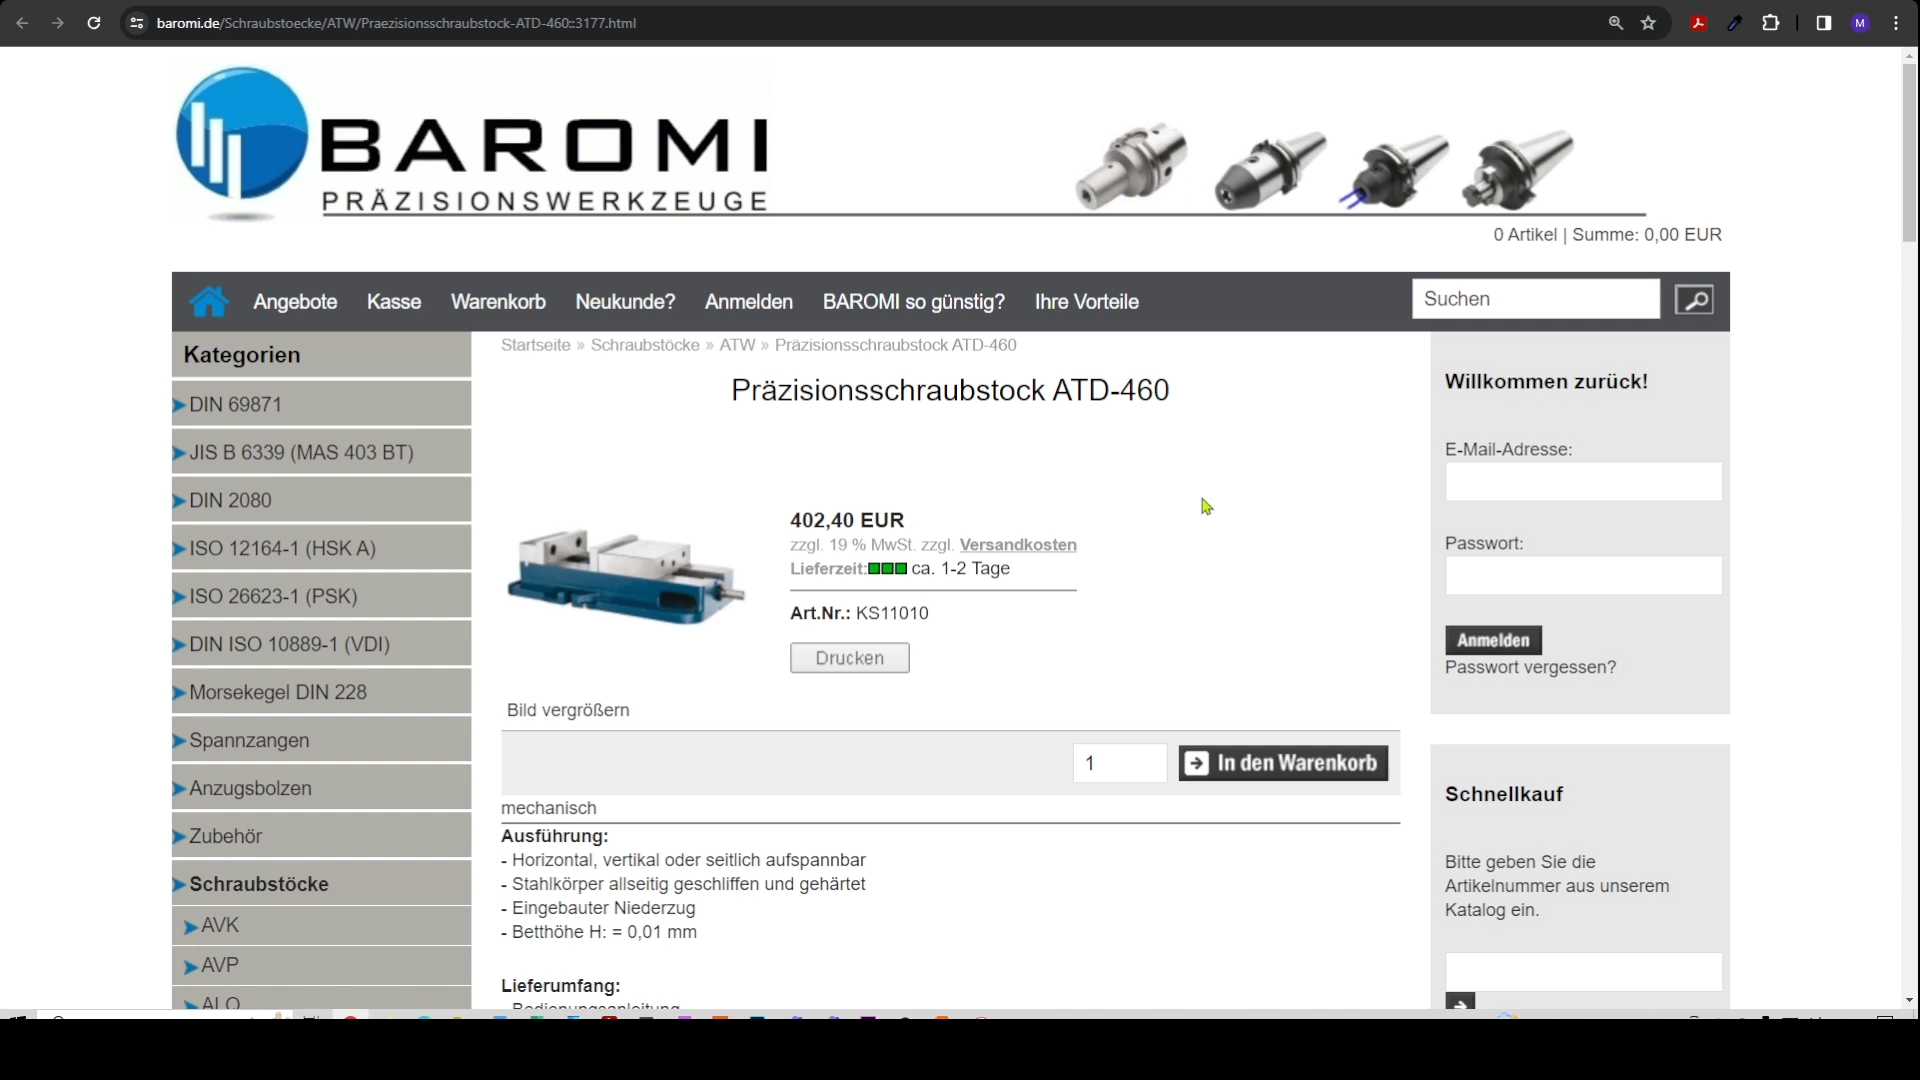 baromi.de/Schraubstoecke/ATW/Praezisionsschraubstock-ATD-460::3177.html
M
BAROMI
PRÄZISIONSWERKZEUGE
0 Artikel | Summe: 0,00 EUR
Angebote Kasse Warenkorb Neukunde? Anmelden BAROMI so günstig? Ihre Vorteile Suchen
Kategorien
DIN 69871
JIS B 6339 (MAS 403 BT)
DIN 2080
ISO 12164-1 (HSK A)
ISO 26623-1 (PSK)
DIN ISO 10889-1 (VDI)
Morsekegel DIN 228
Spannzangen
Anzugsbolzen
Zubehör
Schraubstöcke
AVK
AVP
ALQ
Startseite » Schraubstöcke » ATW » Präzisionsschraubstock ATD-460
Präzisionsschraubstock ATD-460
402,40 EUR
zzgl. 19 % MwSt. zzgl. Versandkosten
Lieferzeit: ca. 1-2 Tage
Art.Nr.: KS11010
Drucken
Bild vergrößern
1 In den Warenkorb
mechanisch
Ausführung:
- Horizontal, vertikal oder seitlich aufspannbar
- Stahlkörper allseitig geschliffen und gehärtet
- Eingebauter Niederzug
- Betthöhe H: = 0,01 mm
Lieferumfang:
- Bedienungsanleitung
Willkommen zurück!
E-Mail-Adresse:
Passwort:
Anmelden
Passwort vergessen?
Schnellkauf
Bitte geben Sie die
Artikelnummer aus unserem
Katalog ein.